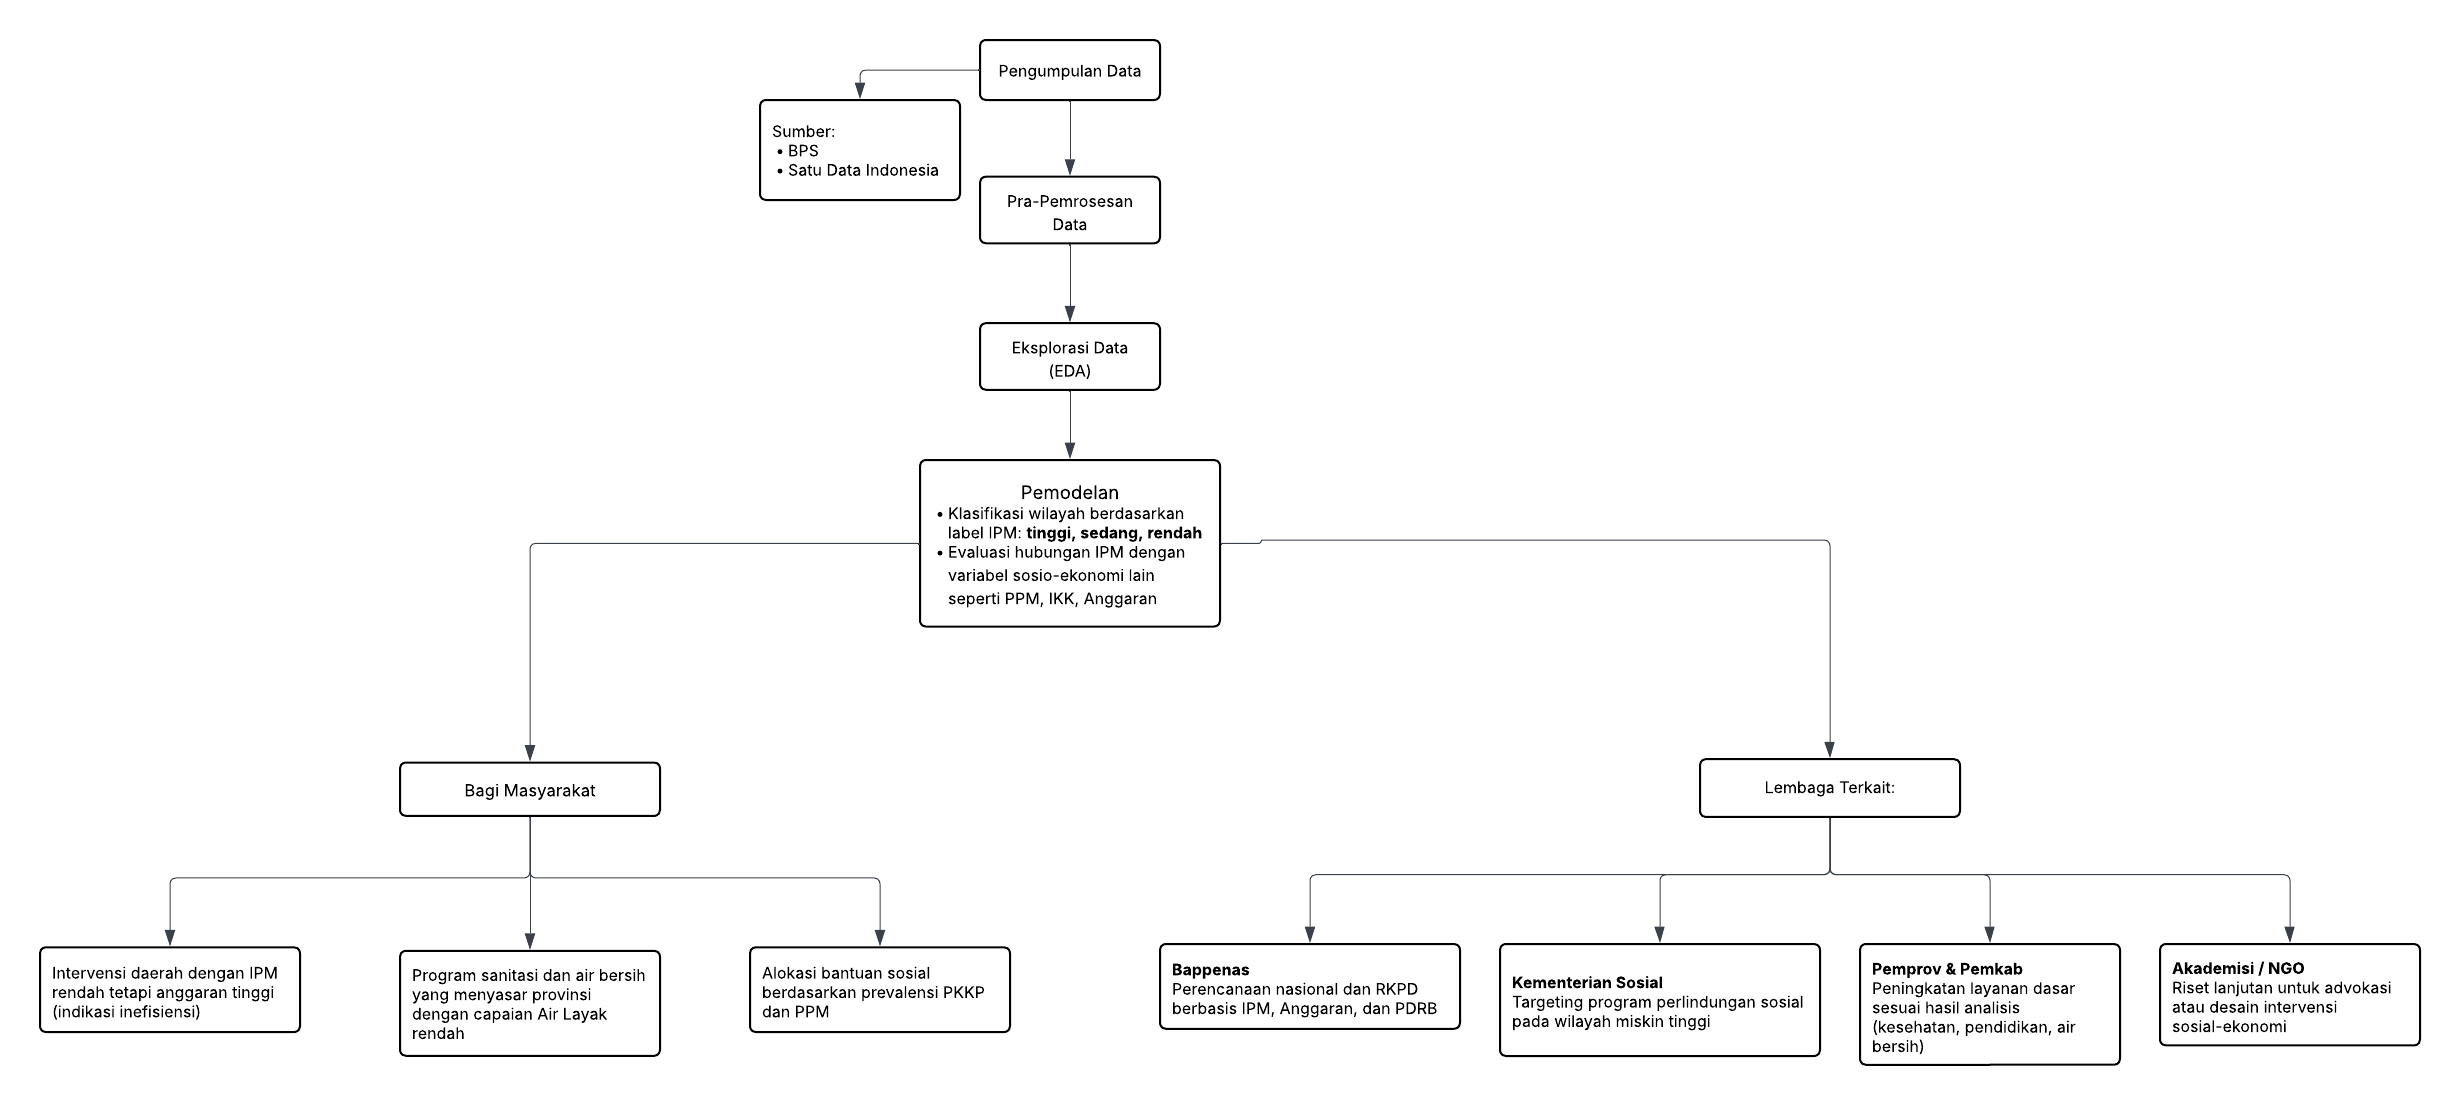 Pengumpulan Data
Sumber:
• BPS
• Satu Data Indonesia
Pra-Pemrosesan
Data
Eksplorasi Data
(EDA)
Pemodelan
• Klasifikasi wilayah berdasarkan
label IPM: tinggi, sedang, rendah
• Evaluasi hubungan IPM dengan
variabel sosio-ekonomi lain
seperti PPM, IKK, Anggaran
Bagi Masyarakat
Lembaga Terkait:
Intervensi daerah dengan IPM
rendah tetapi anggaran tinggi
(indikasi inefisiensi)
Program sanitasi dan air bersih
yang menyasar provinsi
dengan capaian Air Layak
rendah
Alokasi bantuan sosial
berdasarkan prevalensi PKKP
dan PPM
Bappenas
Perencanaan nasional dan RKPD
berbasis IPM, Anggaran, dan PDRB
Kementerian Sosial
Targeting program perlindungan sosial
pada wilayah miskin tinggi
Pemprov & Pemkab
Peningkatan layanan dasar
sesuai hasil analisis
(kesehatan, pendidikan, air
bersih)
Akademisi / NGO
Riset lanjutan untuk advokasi
atau desain intervensi
sosial-ekonomi